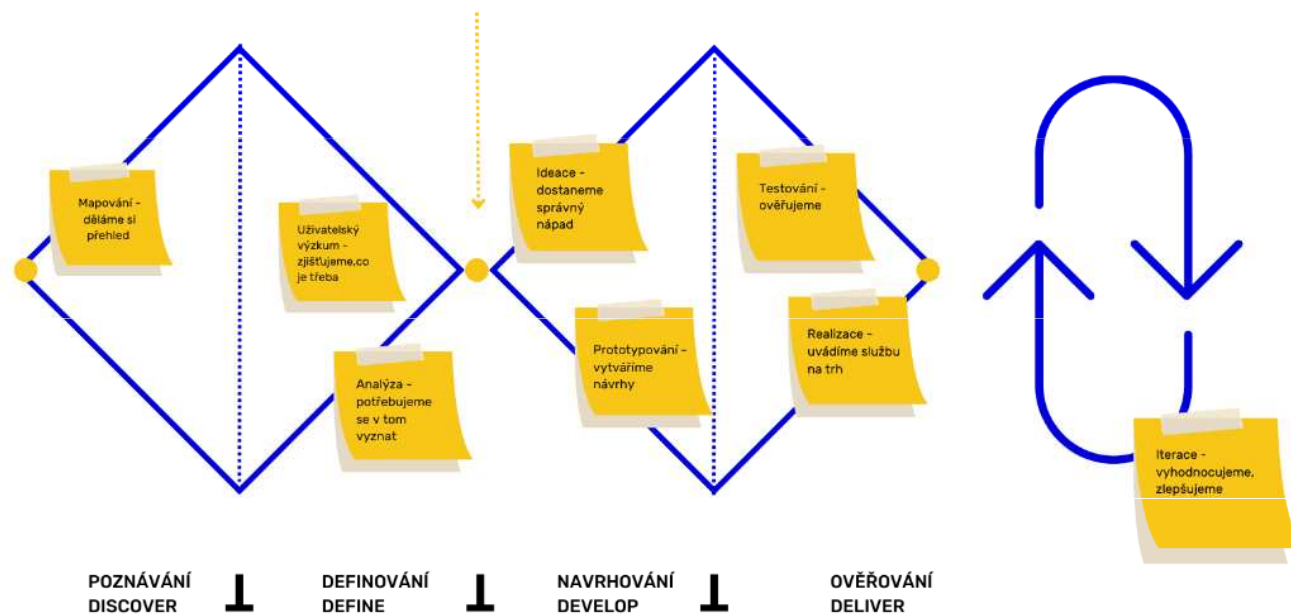 Mapování -
děláme si
přehled
Uživatelský
výzkum -
zjišťujeme,co
je třeba
Analýza -
potřebujeme
se v tom
vyznat
Ideace -
dostaneme
správný
nápad
Prototypování -
vytváříme
návrhy
Testování -
ověřujeme
Realizace -
uvádíme službu
na trh
Iterace -
vyhodnocujeme,
zlepšujeme
POZNÁVÁNÍ
DISCOVER
DEFINOVÁNÍ
DEFINE
NAVRHOVÁNÍ
DEVELOP
OVĚŘOVÁNÍ
DELIVER